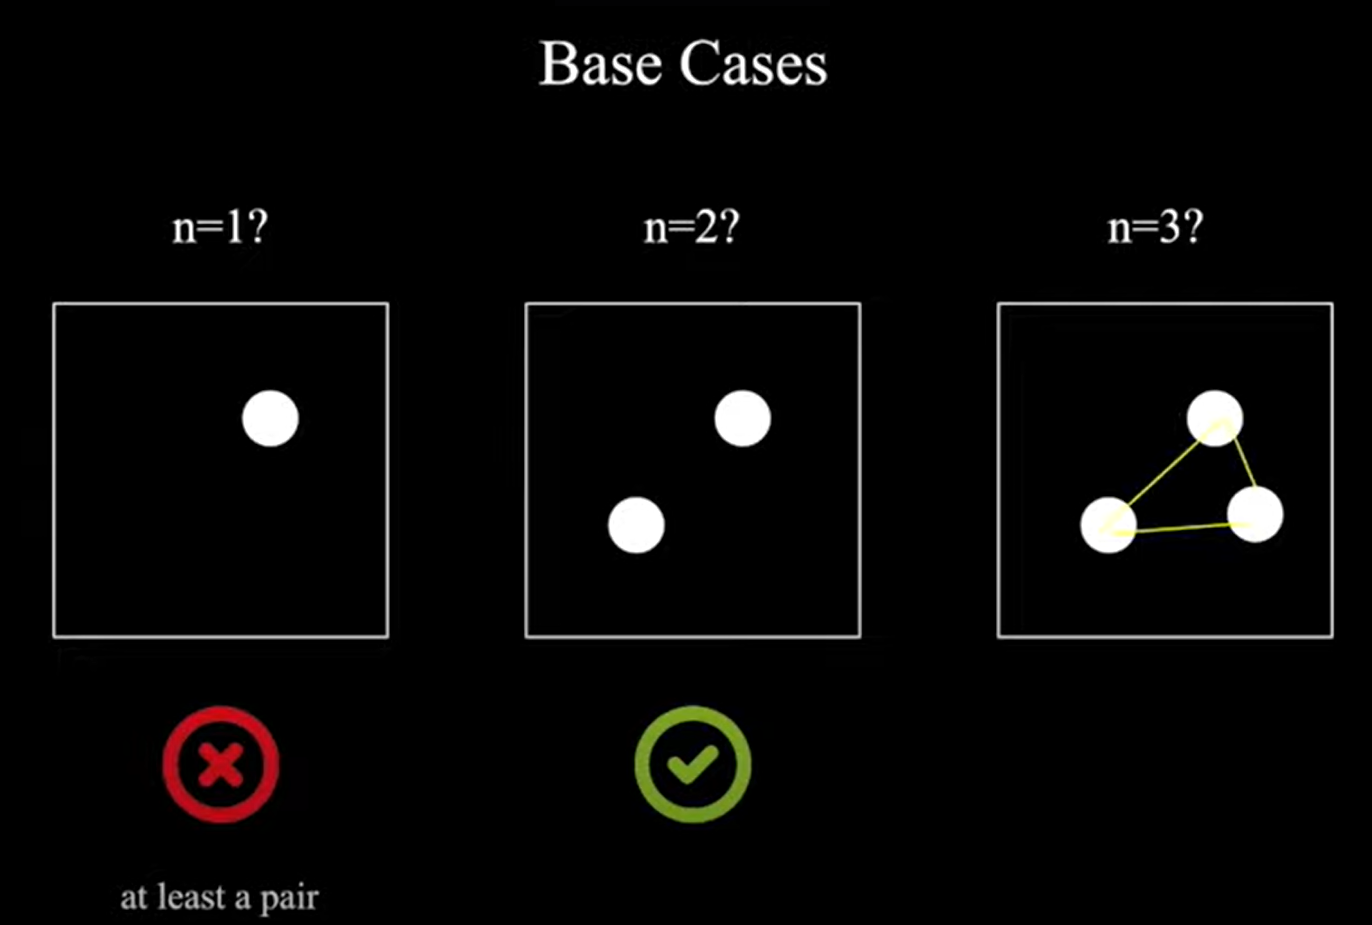 Base Cases
n=1?
n=2?
n=3?
at least a pair